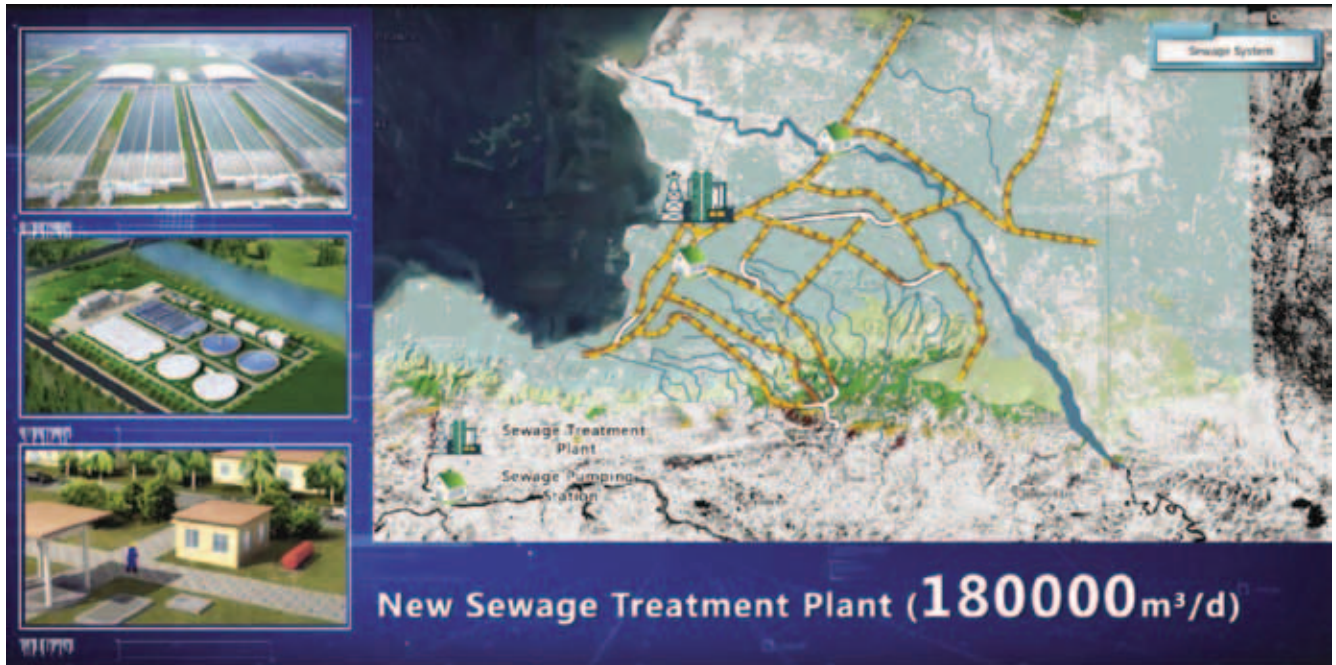 Sewage System
Sewage Treatment
Plant
Sewage Pumping
Station
New Sewage Treatment Plant (180000m³/d)